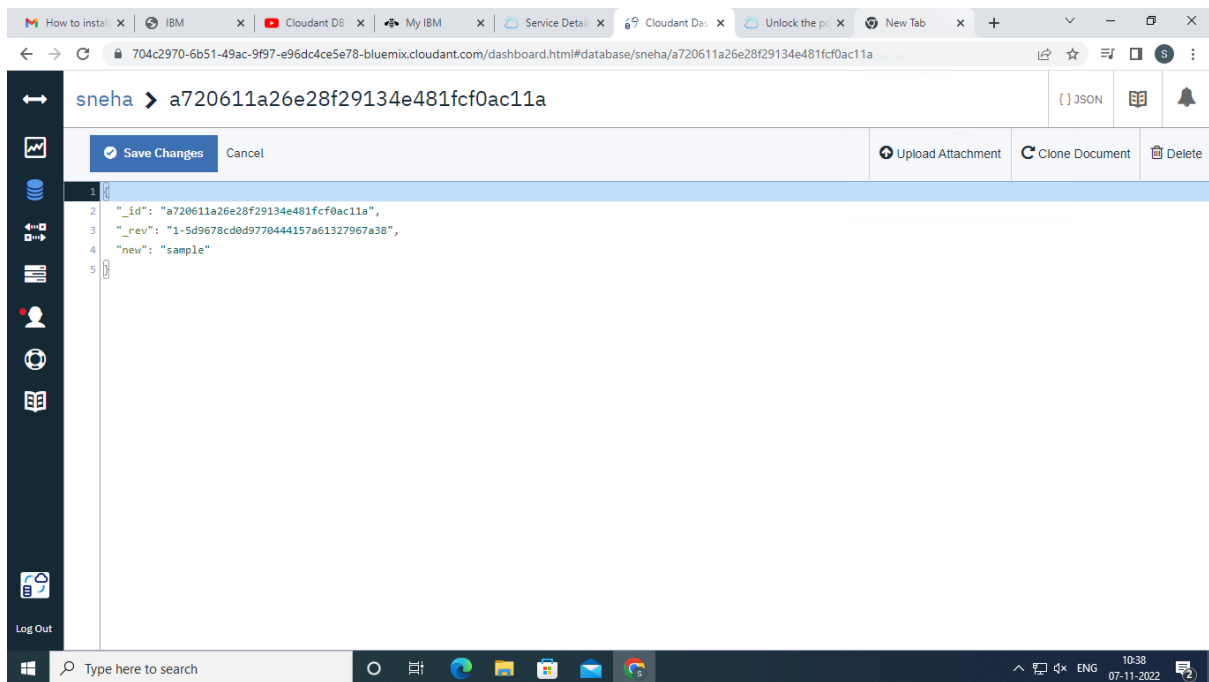 How to instal
IBM
Cloudant DB
My IBM
Service Detail
Cloudant Das
Unlock the po
New Tab
704c2970-6b51-49ac-9f97-e96dc4ce5e78-bluemix.cloudant.com/dashboard.html#database/sneha/a720611a26e28f29134e481fcf0ac11a
S
sneha > a720611a26e28f29134e481fcf0ac11a
{ } JSON
Save Changes
Cancel
Upload Attachment
Clone Document
Delete
1 {
2 "_id": "a720611a26e28f29134e481fcf0ac11a",
3 "_rev": "1-5d9678cd0d9770444157a61327967a38",
4 "new": "sample"
5 }
Log Out
Type here to search
ENG
10:38
07-11-2022
2